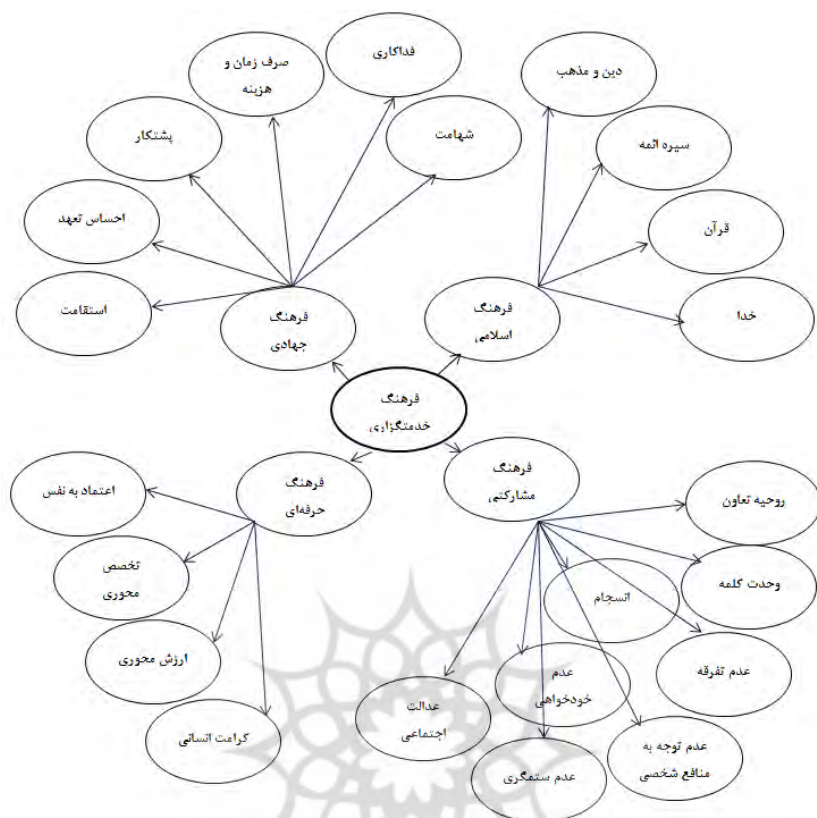 فداکاری
صرف زمان و
هزینه
دین و مذهب
شهامت
پشتکار
سیره ائمه
احساس تعهد
قرآن
استقامت
خدا
فرهنگ
جهادی
فرهنگ
اسلامی
فرهنگ
خدمتگزاری
فرهنگ
حرفه‌ای
فرهنگ
مشارکتی
اعتماد به نفس
تخصص
محوری
ارزش محوری
کرامت انسانی
روحیه تعاون
وحدت کلمه
انسجام
عدم تفرقه
عدم
خودخواهی
عدالت
اجتماعی
عدم توجه به
منافع شخصی
عدم ستمگری